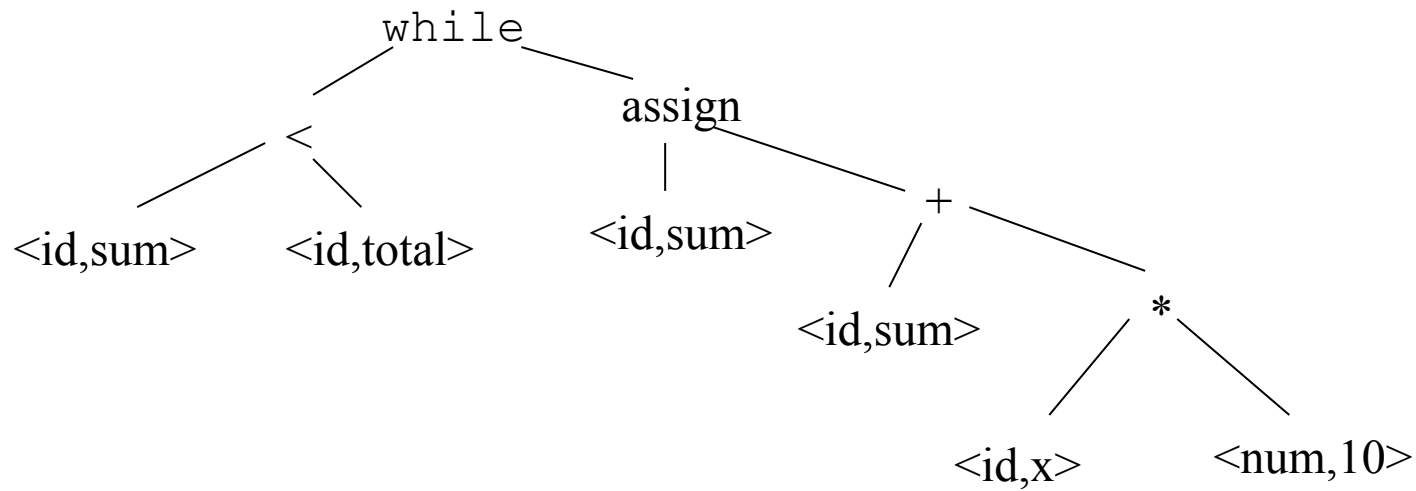 while
assign
<
<id,sum> <id,total> <id,sum> +
<id,sum> *
<id,x> <num,10>